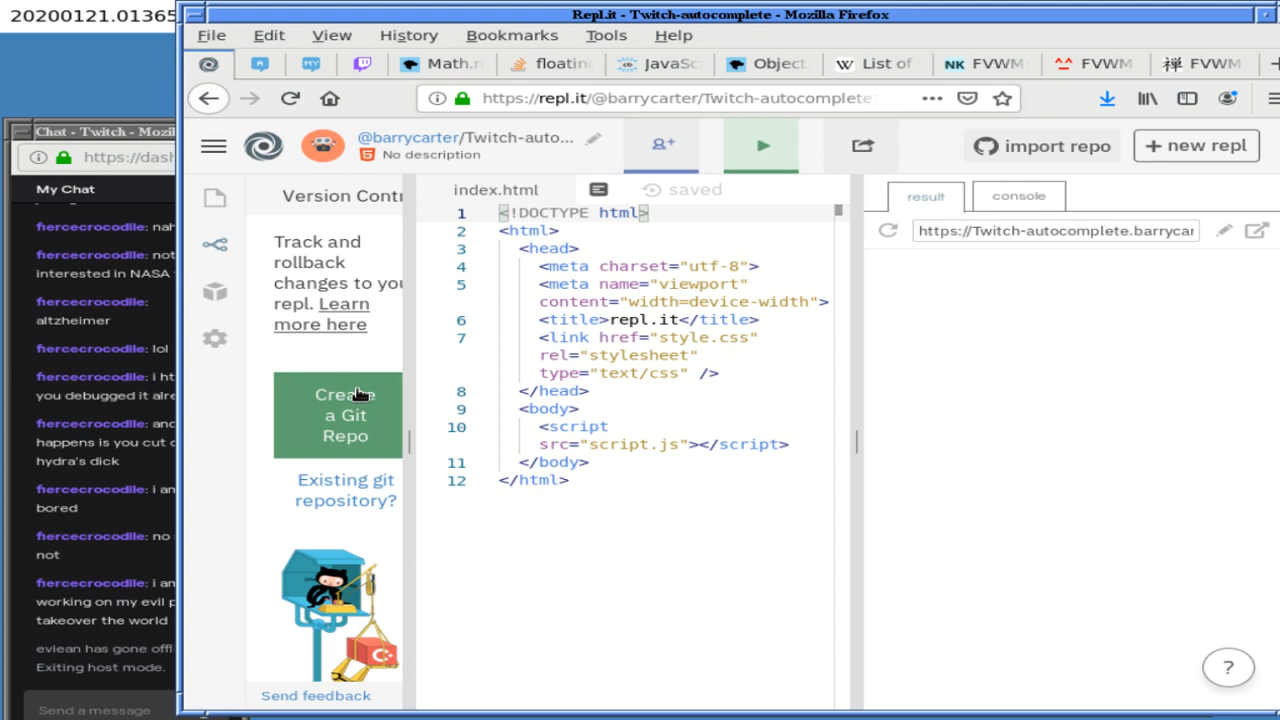 20200121.01365
Repl.it - Twitch-autocomplete - Mozilla Firefox
File Edit View History Bookmarks Tools Help
Math.r floating JavaSc Object. List of NK FVWM FVWM 禅 FVWM
https://repl.it/@barrycarter/Twitch-autocomplete
@barrycarter/Twitch-auto...
No description
import repo
+ new repl
Chat - Twitch - Mozil
https://dash
My Chat
fiercecrocodile: nah
fiercecrocodile: not
interested in NASA
fiercecrocodile:
altzheimer
fiercecrocodile: lol
fiercecrocodile: i ht
you debugged it alre
fiercecrocodile: and
happens is you cut o
hydra's dick
fiercecrocodile: i am
bored
fiercecrocodile: no
not
fiercecrocodile: i am
working on my evil p
takeover the world
eviean has gone offl
Exiting host mode.
Send a message
Version Contr
Track and
rollback
changes to you
repl. Learn
more here
Create
a Git
Repo
Existing git
repository?
Send feedback
index.html
saved
1 <!DOCTYPE html>
2 <html>
3 <head>
4 <meta charset="utf-8">
5 <meta name="viewport"
content="width=device-width">
6 <title>repl.it</title>
7 <link href="style.css"
rel="stylesheet"
type="text/css" />
8 </head>
9 <body>
10 <script
src="script.js"></script>
11 </body>
12 </html>
result
console
https://Twitch-autocomplete.barrycar
?